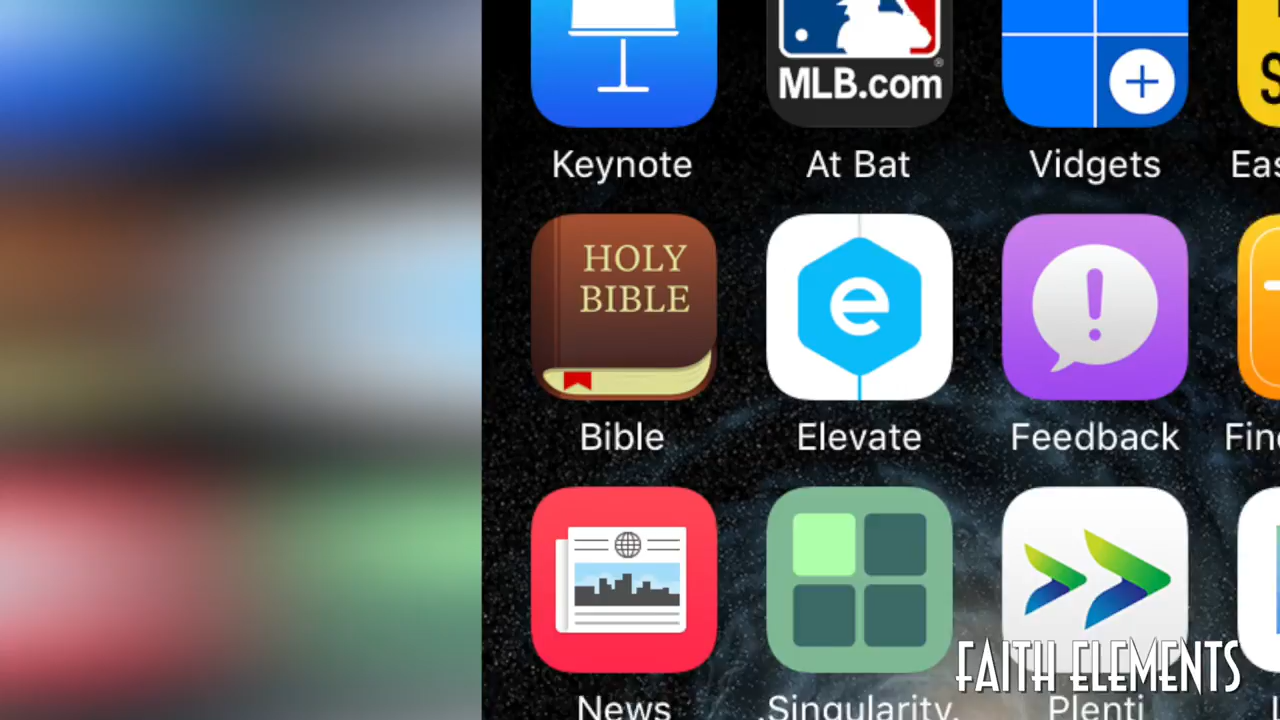 MLB.com
Keynote
At Bat
Vidgets
HOLY
BIBLE
e
Bible
Elevate
Feedback
News
.Singularity.
Plenti
FAITH ELEMENTS